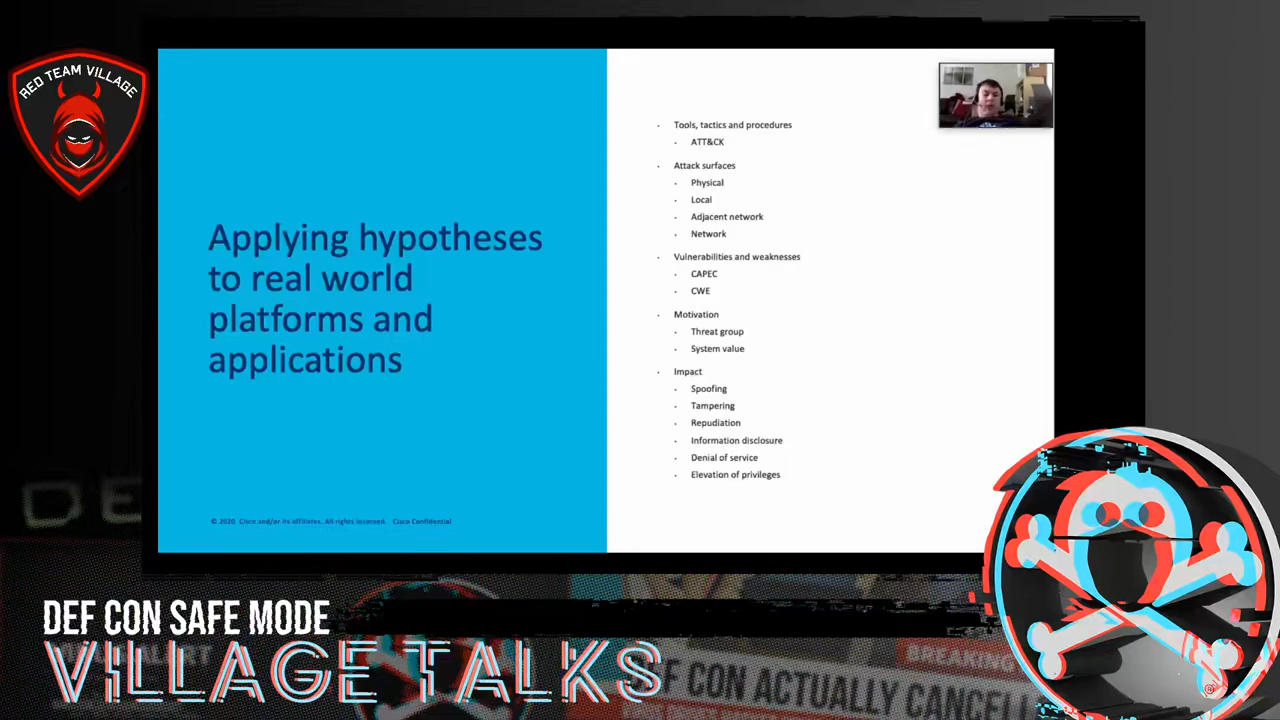 RED TEAM VILLAGE
Applying hypotheses
to real world
platforms and
applications
© 2020 Cisco and/or its affiliates. All rights reserved. Cisco Confidential
Tools, tactics and procedures
ATT&CK
Attack surfaces
Physical
Local
Adjacent network
Network
Vulnerabilities and weaknesses
CAPEC
CWE
Motivation
Threat group
System value
Impact
Spoofing
Tampering
Repudiation
Information disclosure
Denial of service
Elevation of privileges
DEF CON SAFE MODE
VILLAGE TALKS
BREAKING
DEF CON ACTUALLY CANCEL